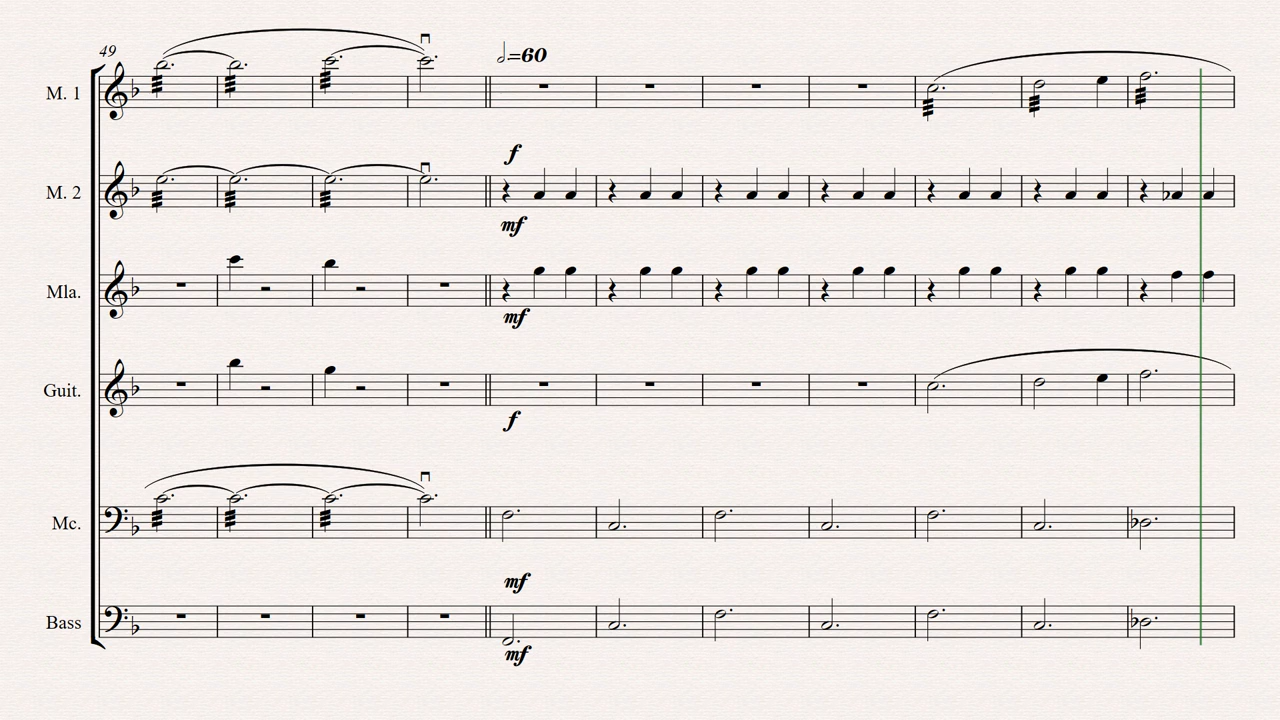 49
𝅗𝅥=60
M. 1
f
M. 2
mf
Mla.
mf
Guit.
f
Mc.
mf
Bass
mf